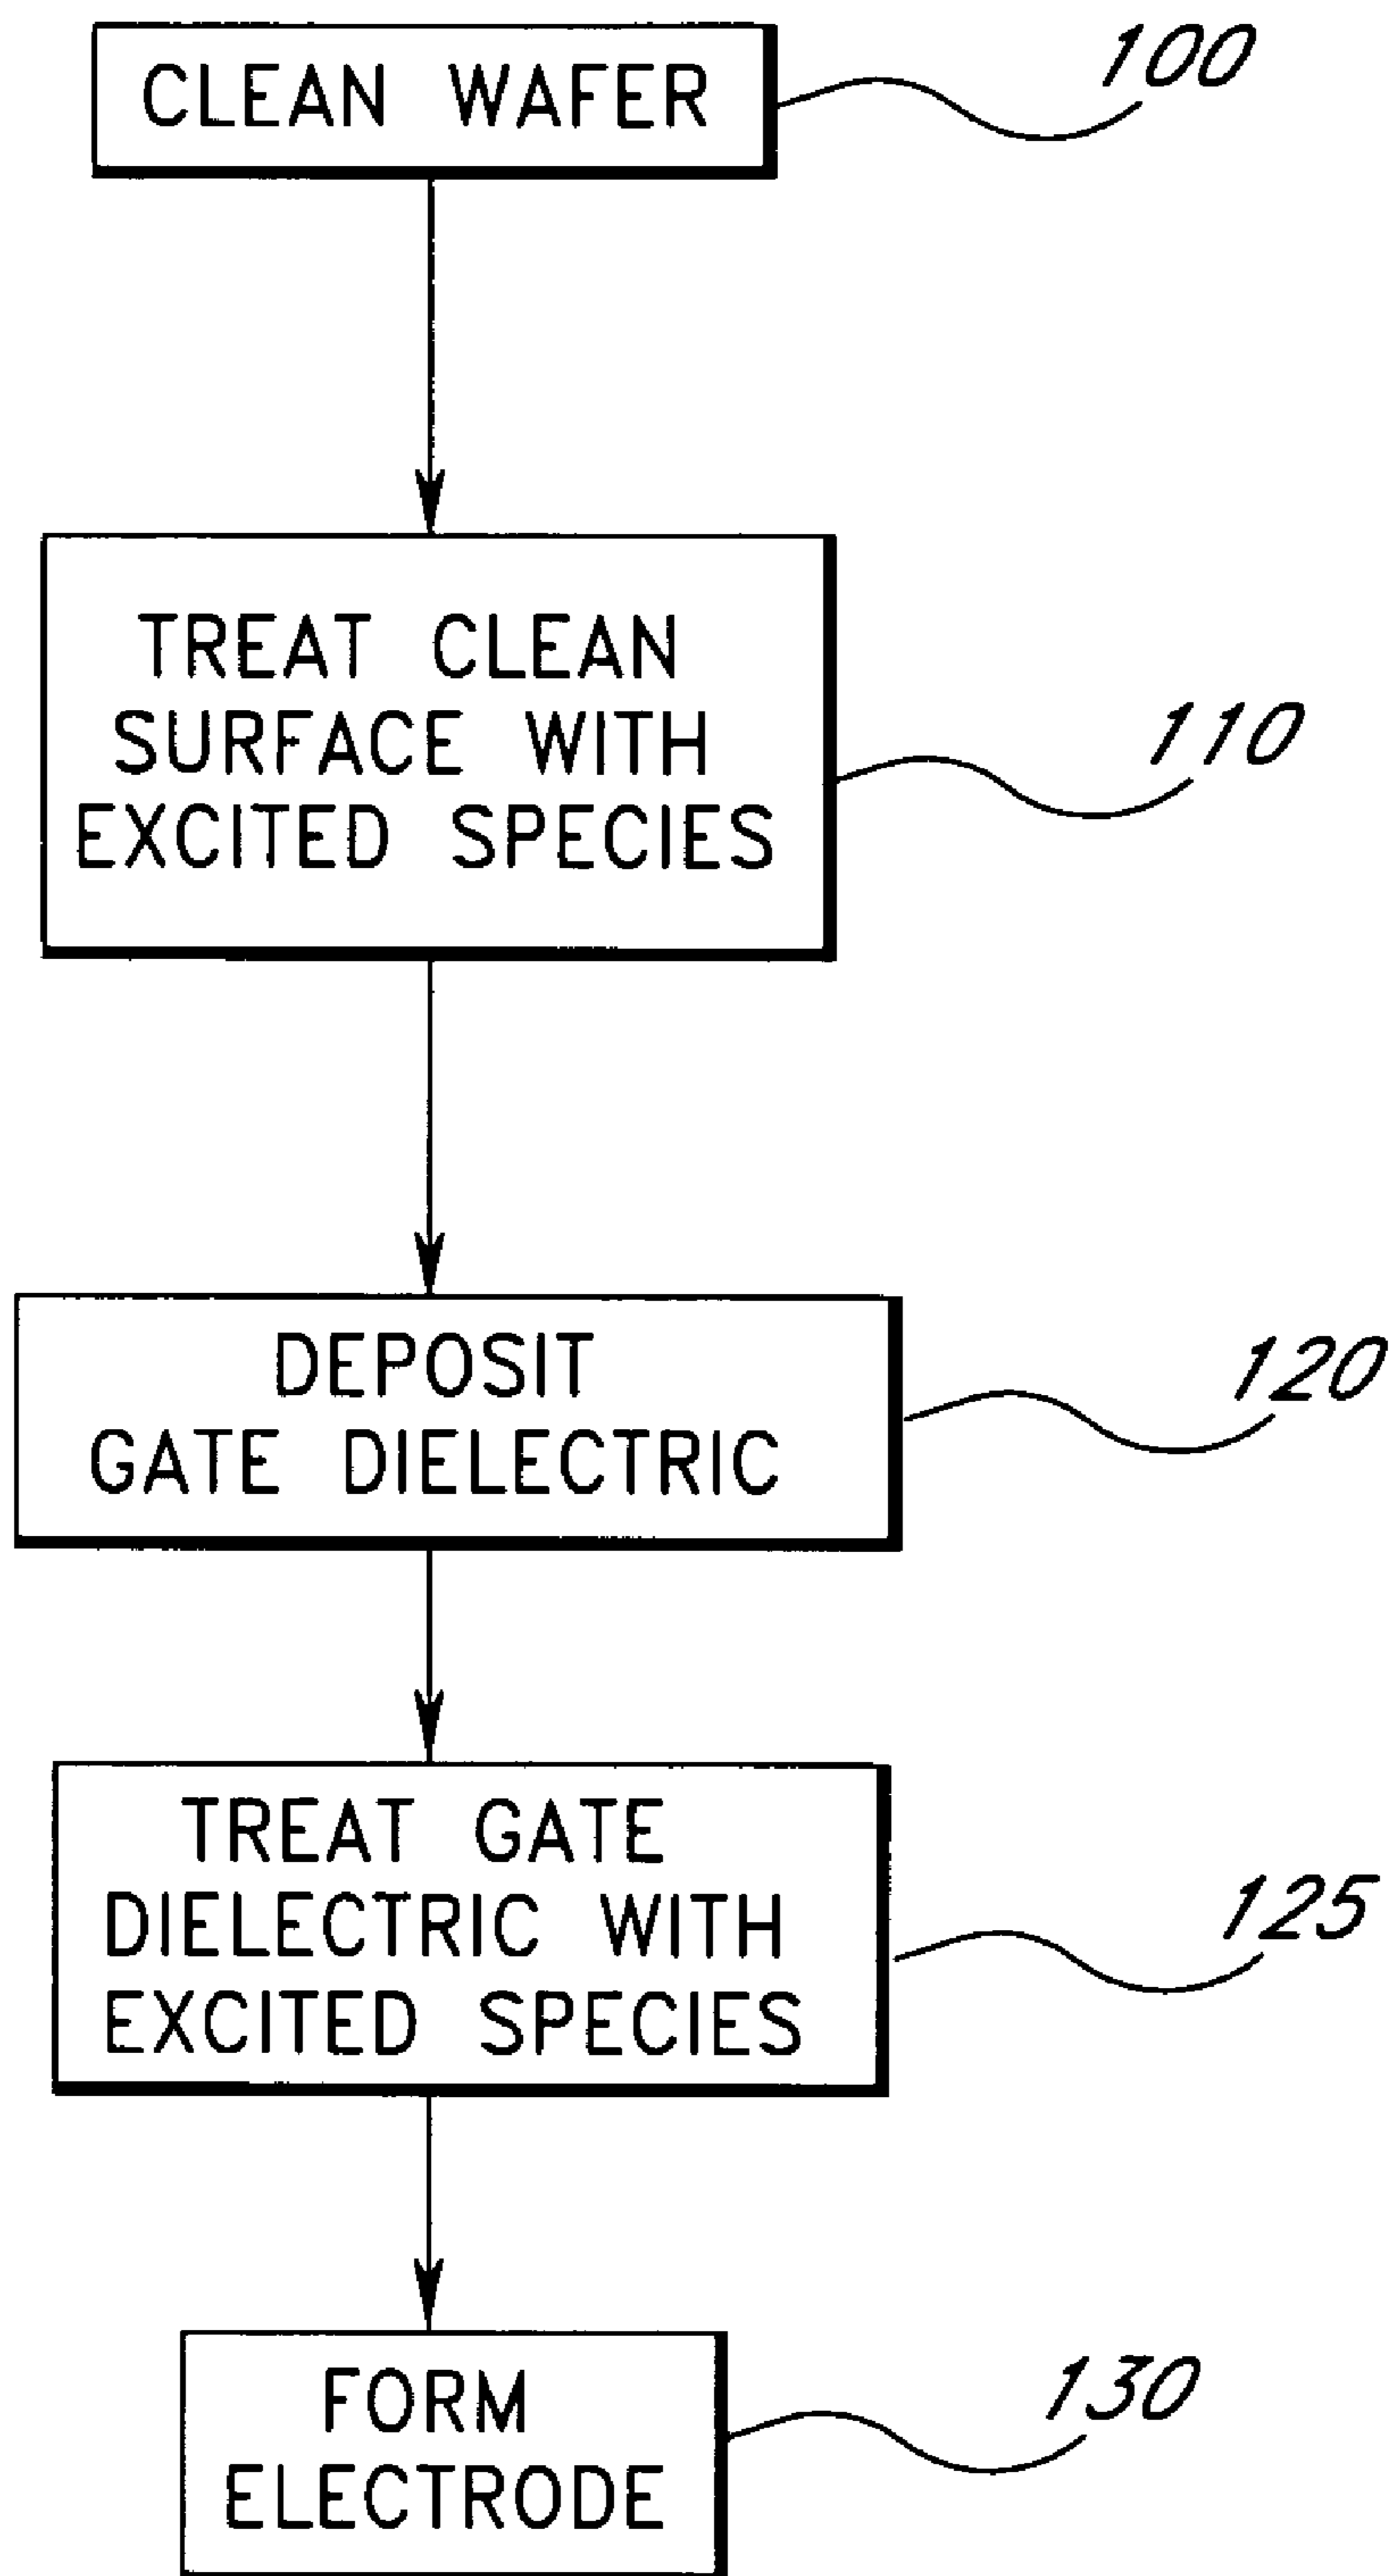 CLEAN WAFER
100
TREAT CLEAN
SURFACE WITH
EXCITED SPECIES
110
DEPOSIT
GATE DIELECTRIC
120
TREAT GATE
DIELECTRIC WITH
EXCITED SPECIES
125
FORM
ELECTRODE
130